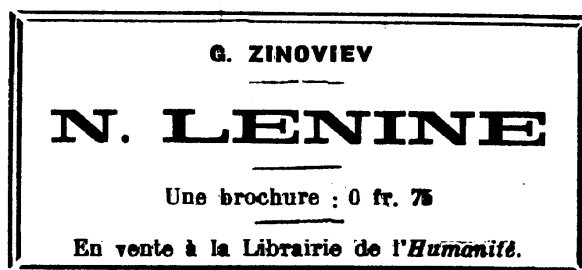 G. ZINOVIEV
N. LENINE
Une brochure : 0 fr. 75
En vente à la Librairie de l'Humanité.